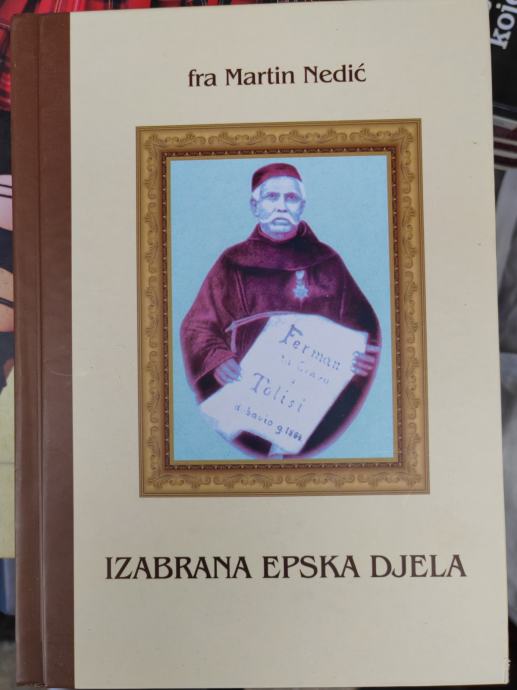 fra Martin Nedić
Ferman
Tolisi
IZABRANA EPSKA DJELA